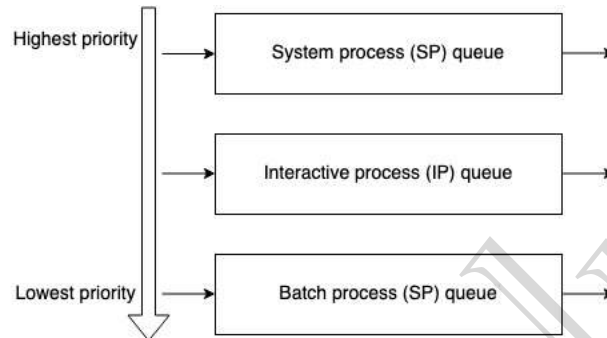 Highest priority
System process (SP) queue
Interactive process (IP) queue
Lowest priority
Batch process (SP) queue